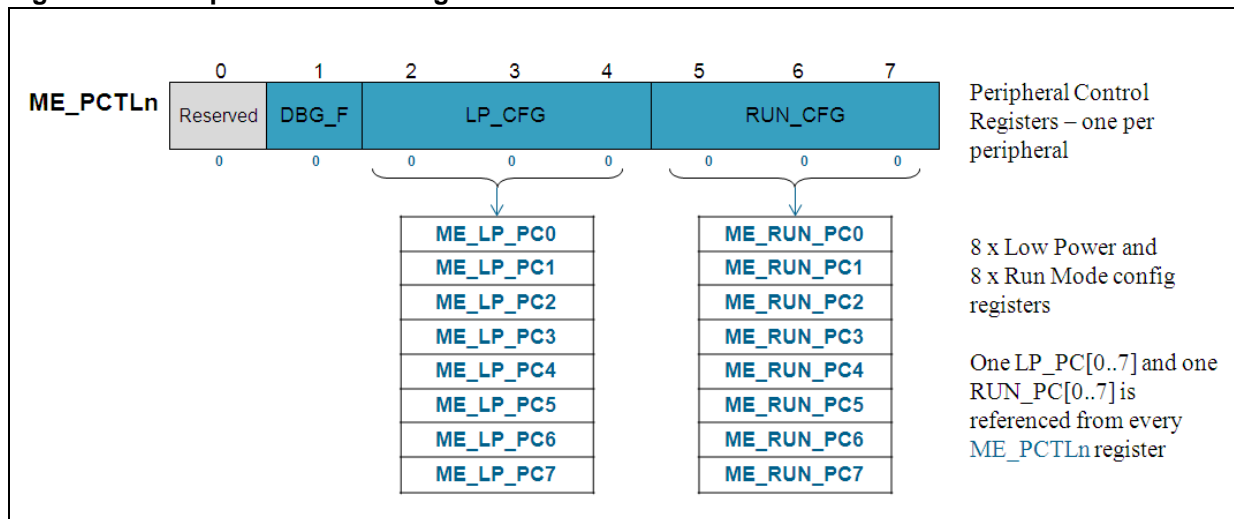 0 1 2 3 4 5 6 7
ME_PCTLn
Reserved DBG_F LP_CFG RUN_CFG
0 0 0 0 0 0 0 0
Peripheral Control
Registers – one per
peripheral
ME_LP_PC0 ME_RUN_PC0
ME_LP_PC1 ME_RUN_PC1
ME_LP_PC2 ME_RUN_PC2
ME_LP_PC3 ME_RUN_PC3
ME_LP_PC4 ME_RUN_PC4
ME_LP_PC5 ME_RUN_PC5
ME_LP_PC6 ME_RUN_PC6
ME_LP_PC7 ME_RUN_PC7
8 x Low Power and
8 x Run Mode config
registers
One LP_PC[0..7] and one
RUN_PC[0..7] is
referenced from every
ME_PCTLn register